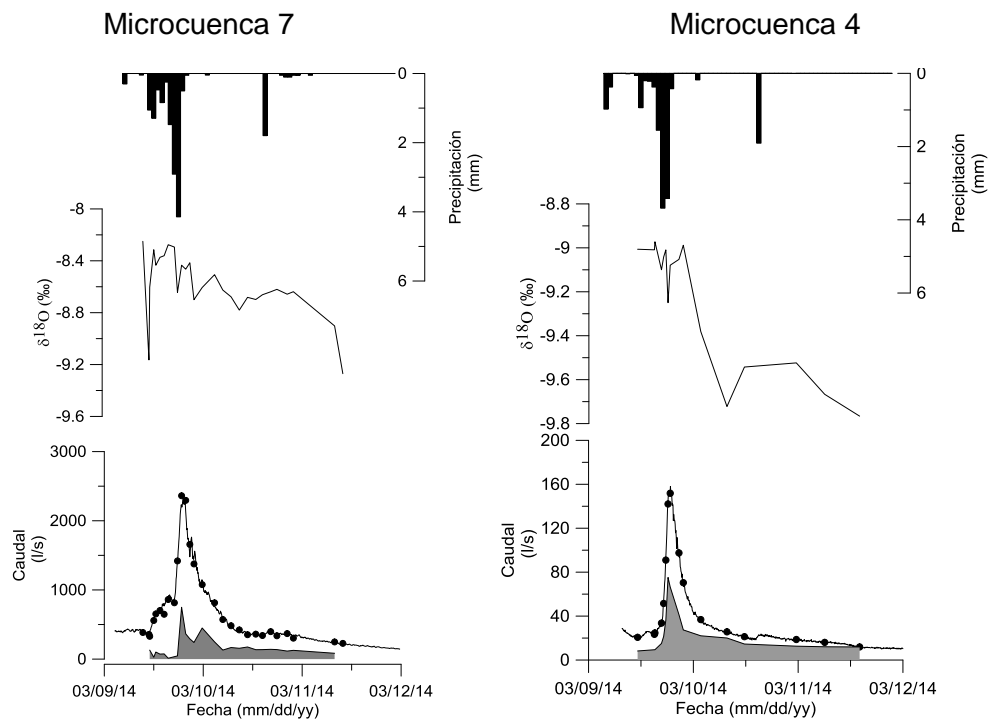 Microcuenca 7
Microcuenca 4
0
2
4
6
Precipitación
(mm)
-8
-8.4
-8.8
-9.2
-9.6
δ18O (‰)
3000
2000
1000
0
Caudal
(l/s)
03/09/14 03/10/14 03/11/14 03/12/14
Fecha (mm/dd/yy)
0
2
4
6
Precipitación
(mm)
-8.8
-9
-9.2
-9.4
-9.6
-9.8
δ18O (‰)
200
160
120
80
40
0
Caudal
(l/s)
03/09/14 03/10/14 03/11/14 03/12/14
Fecha (mm/dd/yy)